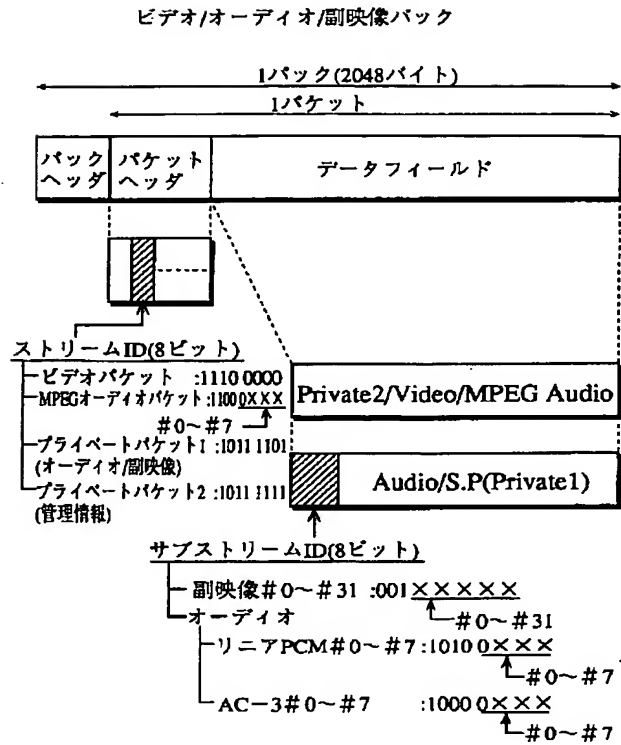 ビデオ/オーディオ/副映像パック
1パック(2048バイト)
1パケット
パック
ヘッダ
パケット
ヘッダ
データフィールド
ストリームID(8ビット)
ビデオパケット :1110 0000
MPEGオーディオパケット:1100 0XXX
#0~#7
プライベートパケット1 :1011 1101
(オーディオ/副映像)
プライベートパケット2 :1011 1111
(管理情報)
Private2/Video/MPEG Audio
Audio/S.P(Private1)
サブストリームID(8ビット)
副映像#0~#31 :001×××××
#0~#31
オーディオ
リニアPCM#0~#7:1010 0×××
#0~#7
AC-3#0~#7 :1000 0×××
#0~#7